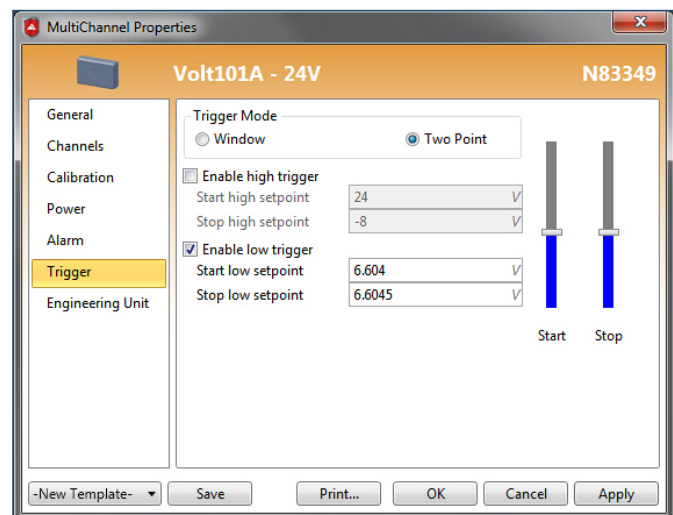 MultiChannel Properties
Volt101A - 24V N83349
General
Channels
Calibration
Power
Alarm
Trigger
Engineering Unit
Trigger Mode
Window Two Point
Enable high trigger
Start high setpoint 24 V
Stop high setpoint -8 V
Enable low trigger
Start low setpoint 6.604 V
Stop low setpoint 6.6045 V
Start Stop
-New Template- Save Print... OK Cancel Apply